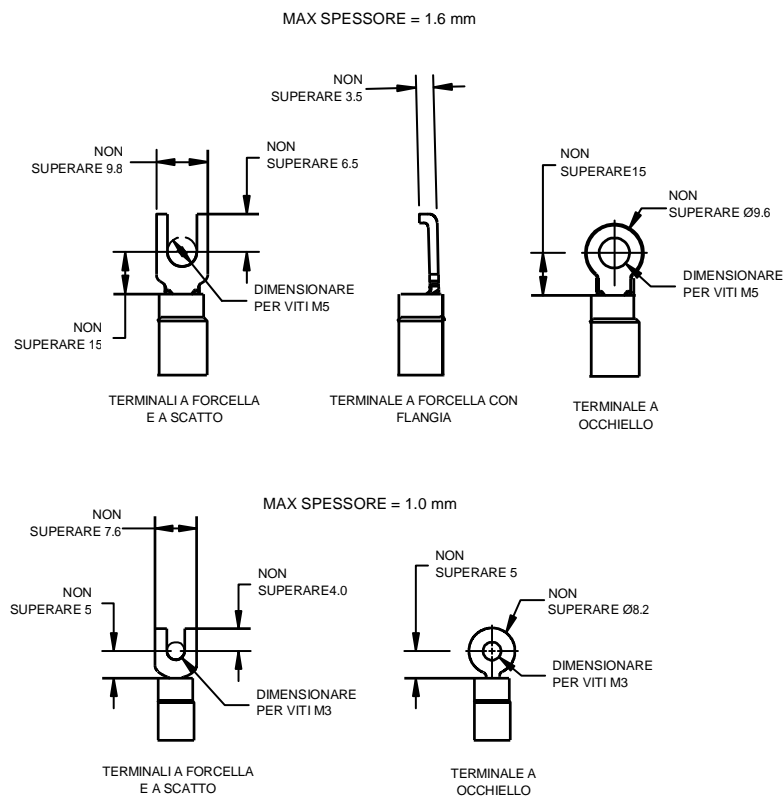 MAX SPESSORE = 1.6 mm
NON
SUPERARE 3.5
NON
SUPERARE 9.8
NON
SUPERARE 6.5
NON
SUPERARE15
NON
SUPERARE Ø9.6
DIMENSIONARE
PER VITI M5
DIMENSIONARE
PER VITI M5
NON
SUPERARE 15
TERMINALI A FORCELLA
E A SCATTO
TERMINALE A FORCELLA CON
FLANGIA
TERMINALE A
OCCHIELLO
MAX SPESSORE = 1.0 mm
NON
SUPERARE 7.6
NON
SUPERARE 5
NON
SUPERARE4.0
NON
SUPERARE 5
NON
SUPERARE Ø8.2
DIMENSIONARE
PER VITI M3
DIMENSIONARE
PER VITI M3
TERMINALI A FORCELLA
E A SCATTO
TERMINALE A
OCCHIELLO